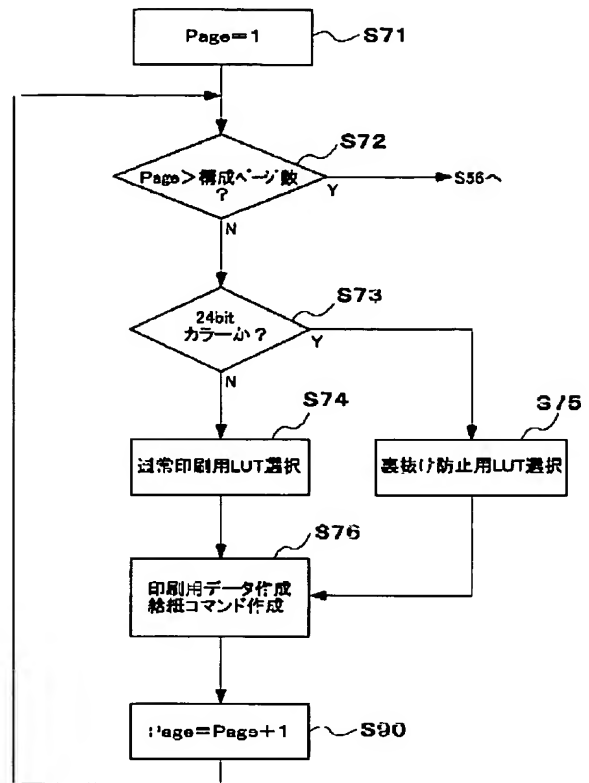 Page=1
S71
S72
Page>構成ページ数
?
Y
S56へ
N
S73
24bit
カラーか?
Y
N
S74
S75
通常印刷用LUT選択
裏抜け防止用LUT選択
S76
印刷用データ作成
給紙コマンド作成
Page=Page+1
S90